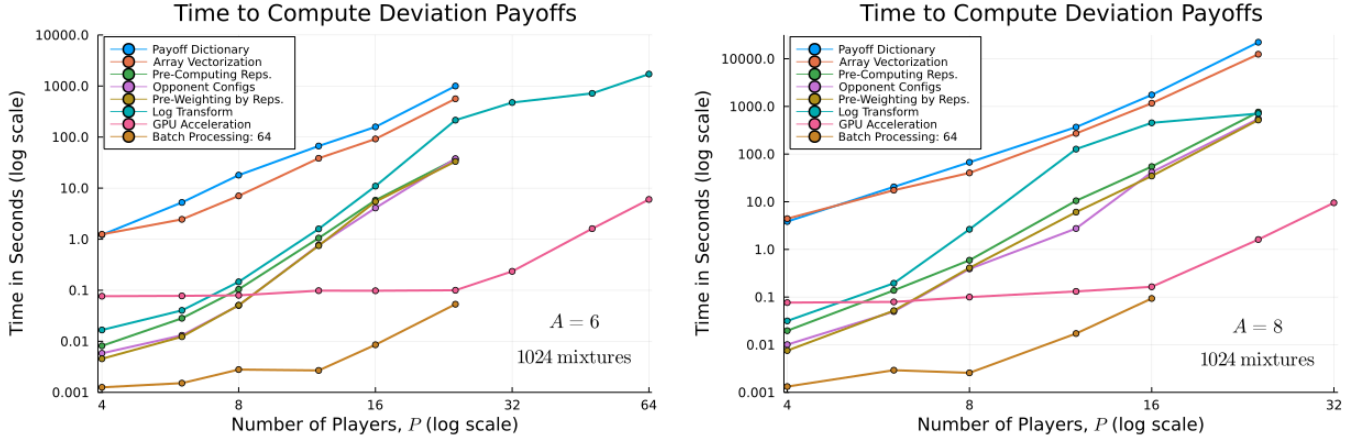 Time to Compute Deviation Payoffs
10000.0
1000.0
100.0
10.0
1.0
0.1
0.01
0.001
Time in Seconds (log scale)
Payoff Dictionary
Array Vectorization
Pre-Computing Reps.
Opponent Configs
Pre-Weighting by Reps.
Log Transform
GPU Acceleration
Batch Processing: 64
A = 6
1024 mixtures
4 8 16 32 64
Number of Players, P (log scale)
Time to Compute Deviation Payoffs
10000.0
1000.0
100.0
10.0
1.0
0.1
0.01
0.001
Time in Seconds (log scale)
Payoff Dictionary
Array Vectorization
Pre-Computing Reps.
Opponent Configs
Pre-Weighting by Reps.
Log Transform
GPU Acceleration
Batch Processing: 64
A = 8
1024 mixtures
4 8 16 32
Number of Players, P (log scale)